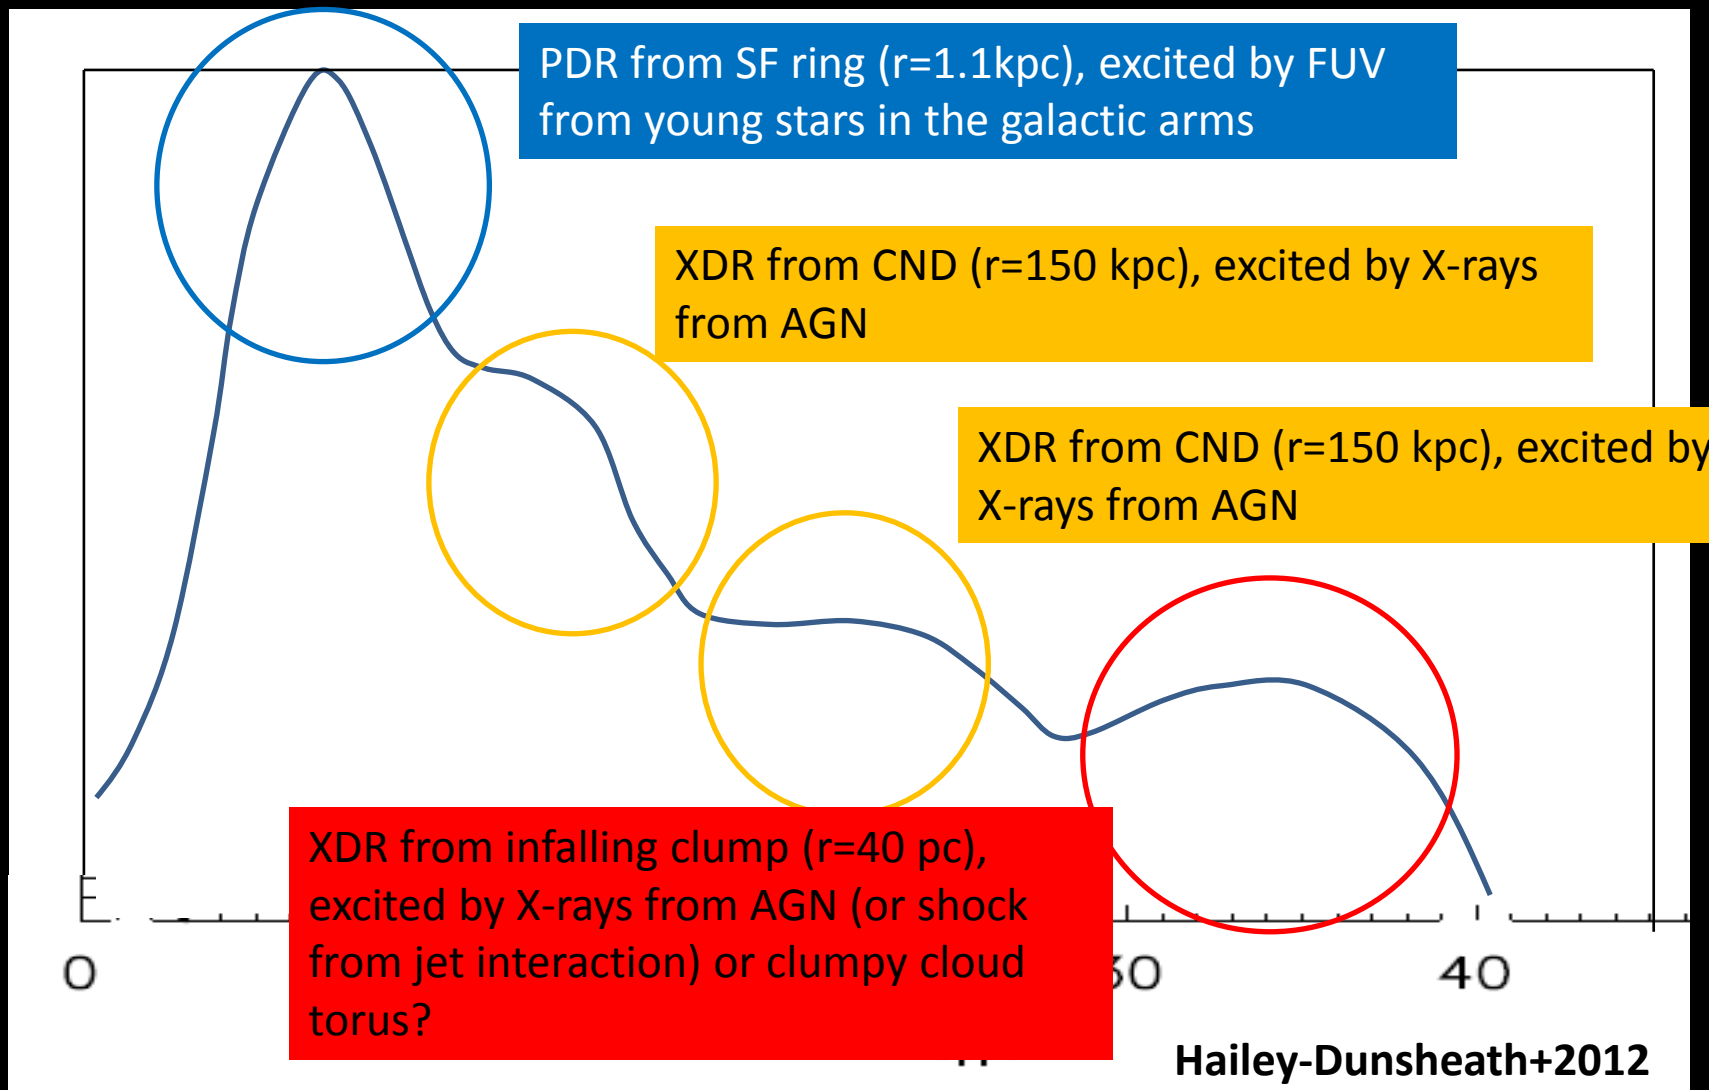 PDR from SF ring (r=1.1kpc), excited by FUV
from young stars in the galactic arms
XDR from CND (r=150 kpc), excited by X-rays
from AGN
XDR from CND (r=150 kpc), excited by
X-rays from AGN
XDR from infalling clump (r=40 pc),
excited by X-rays from AGN (or shock
from jet interaction) or clumpy cloud
torus?
0 30 40
Hailey-Dunsheath+2012